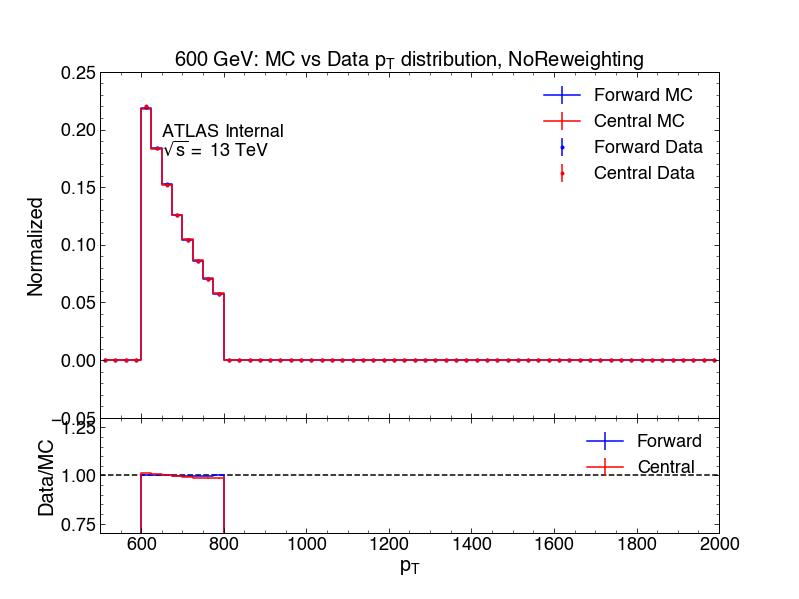 600 GeV: MC vs Data pT distribution, NoReweighting
0.25
0.20
0.15
0.10
0.05
0.00
−0.05
Normalized
ATLAS Internal
√s = 13 TeV
Forward MC
Central MC
Forward Data
Central Data
1.25
1.00
0.75
Data/MC
Forward
Central
600 800 1000 1200 1400 1600 1800 2000
pT